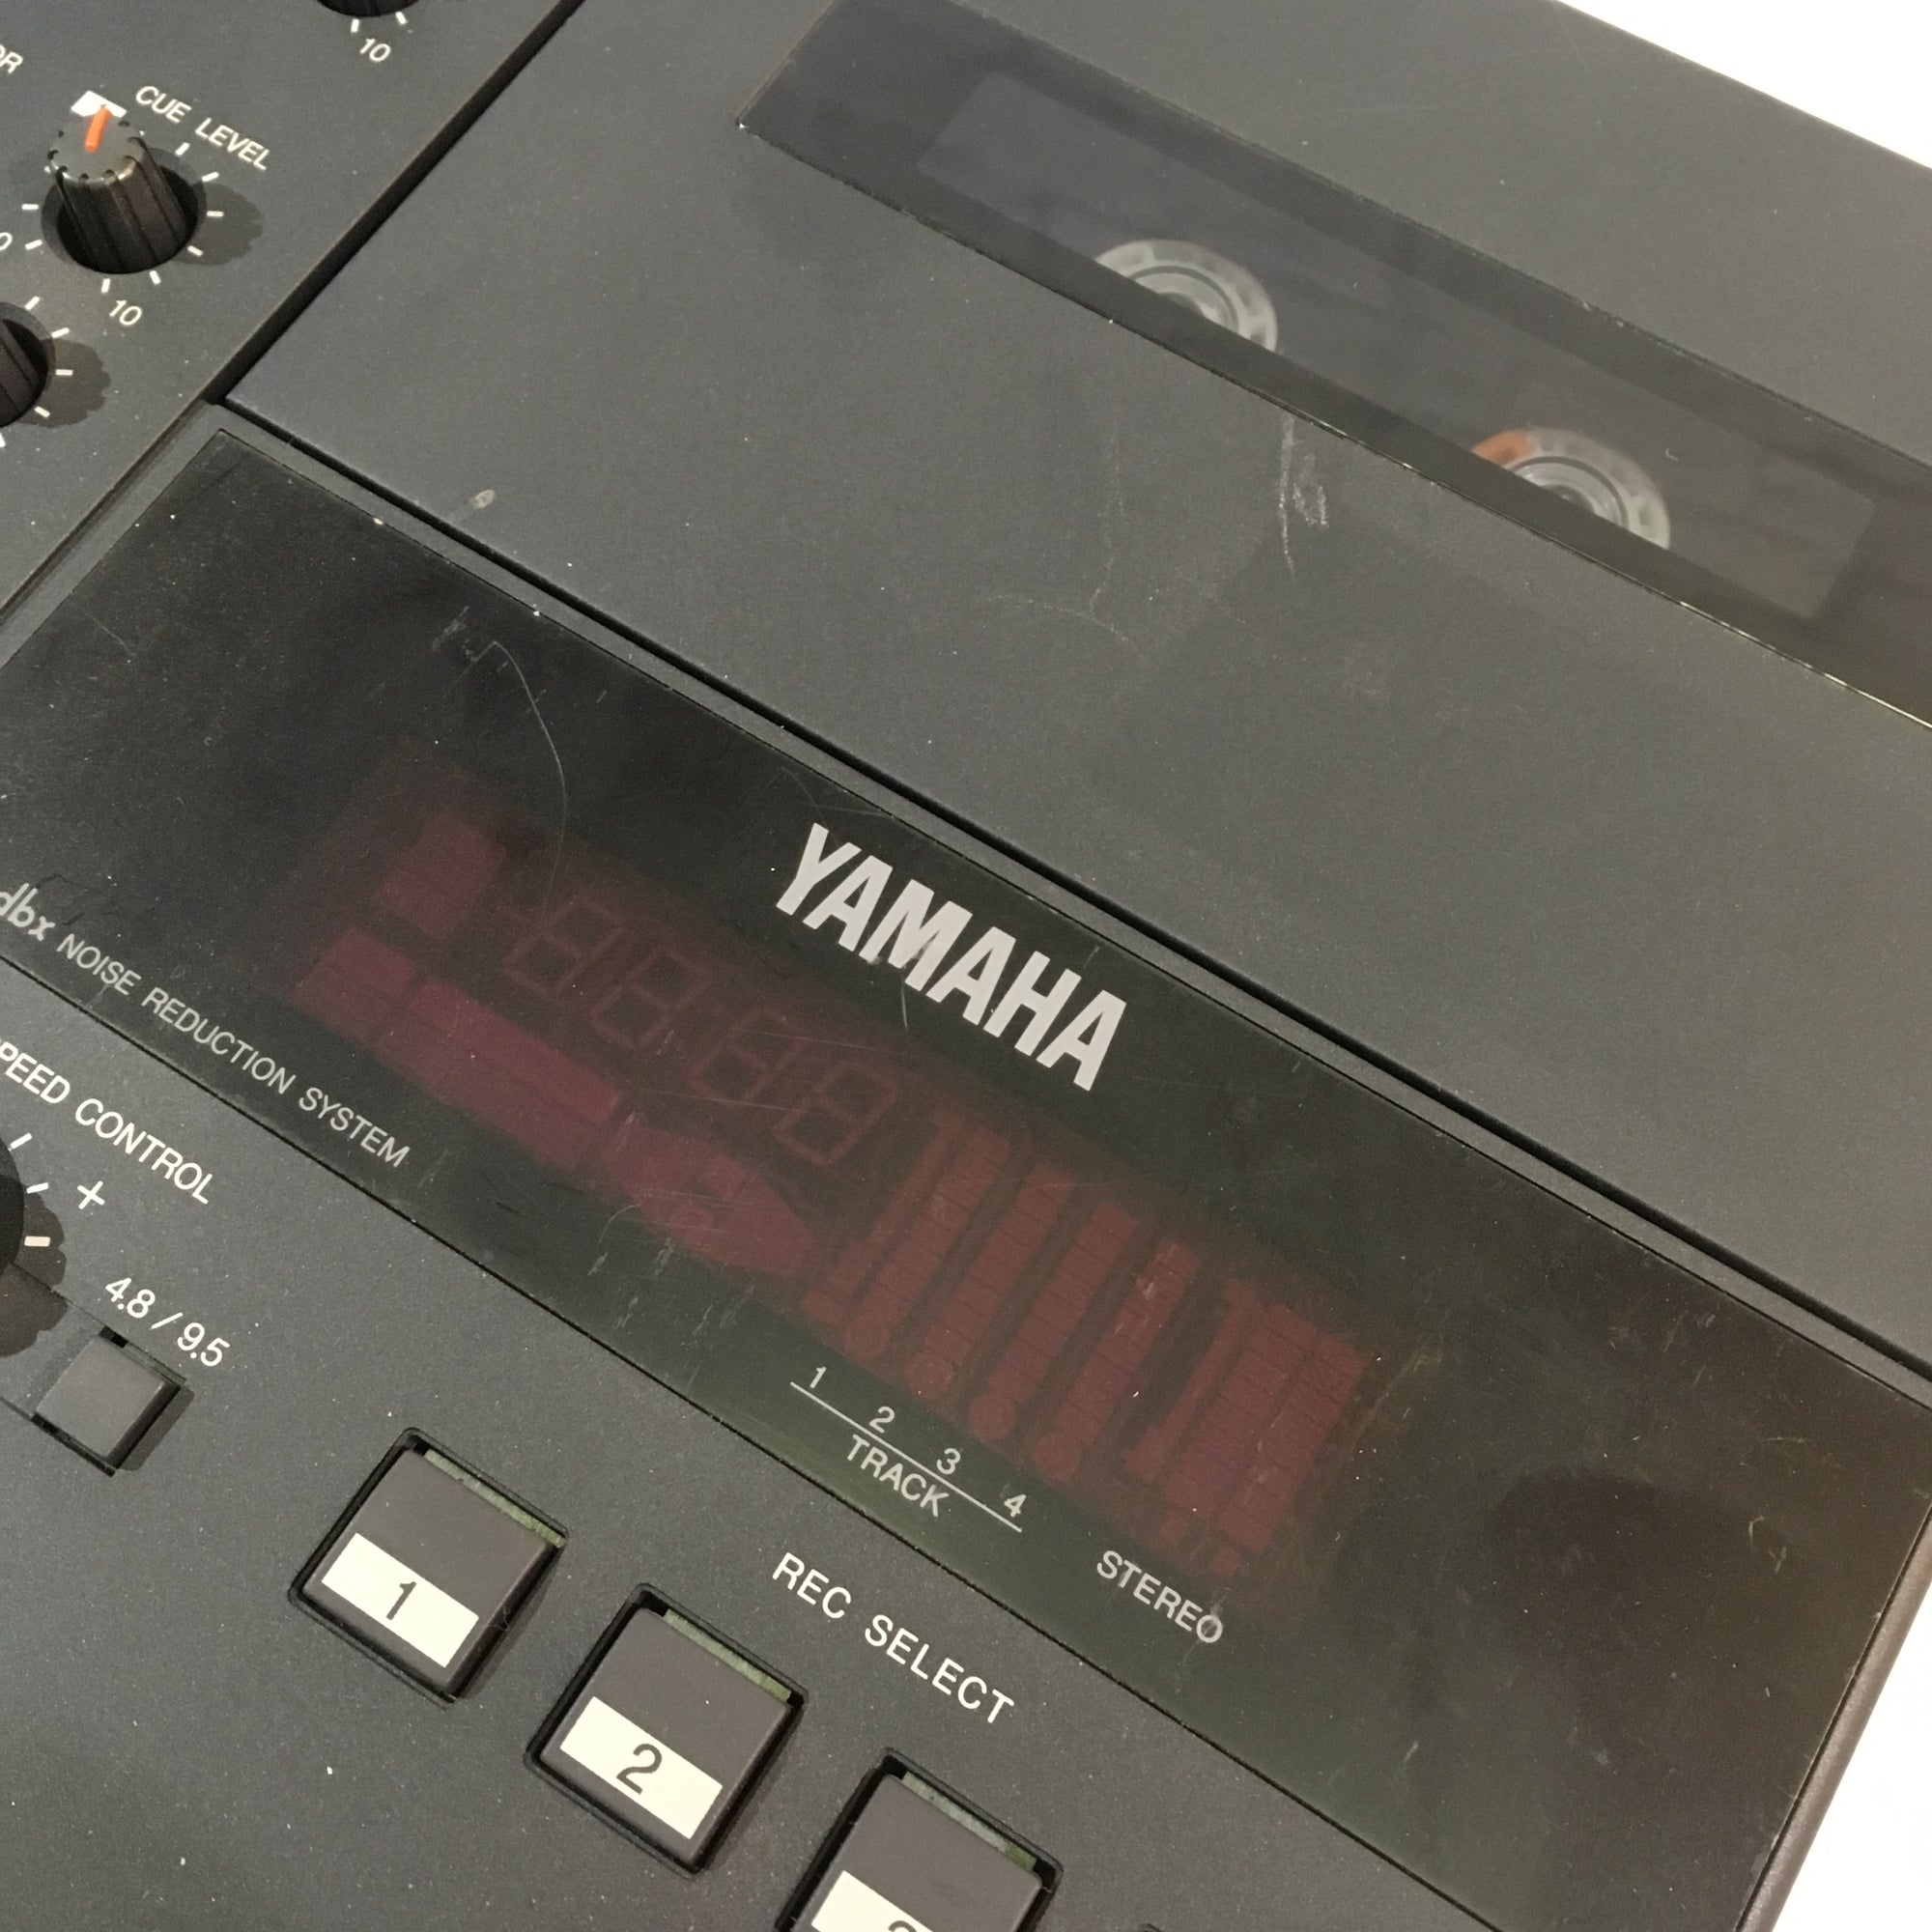 10
CUE LEVEL
10
YAMAHA
dbx NOISE REDUCTION SYSTEM
CONTROL
+
4.8 / 9.5
1 2 3 4
TRACK
STEREO
REC SELECT
1
2